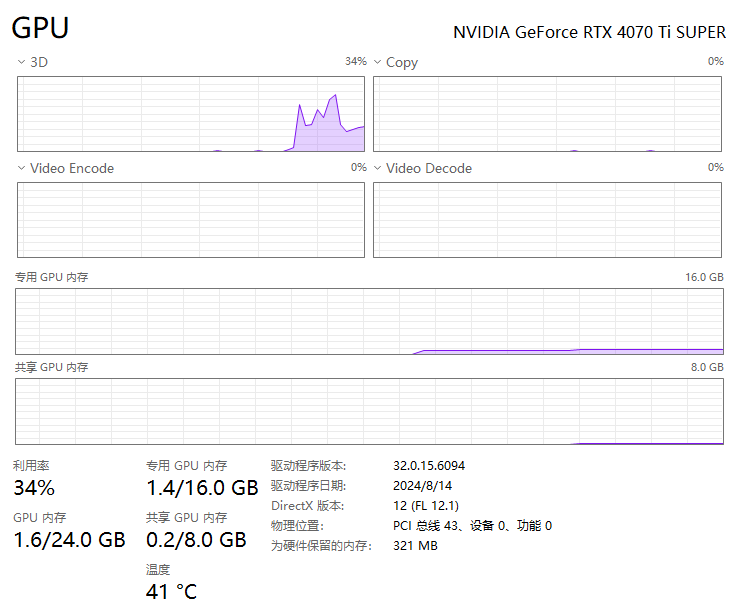 GPU
NVIDIA GeForce RTX 4070 Ti SUPER
3D 34%
Copy 0%
Video Encode 0%
Video Decode 0%
专用 GPU 内存 16.0 GB
共享 GPU 内存 8.0 GB
利用率
34%
专用 GPU 内存
1.4/16.0 GB
GPU 内存
1.6/24.0 GB
共享 GPU 内存
0.2/8.0 GB
温度
41 °C
驱动程序版本: 32.0.15.6094
驱动程序日期: 2024/8/14
DirectX 版本: 12 (FL 12.1)
物理位置: PCI 总线 43、设备 0、功能 0
为硬件保留的内存: 321 MB